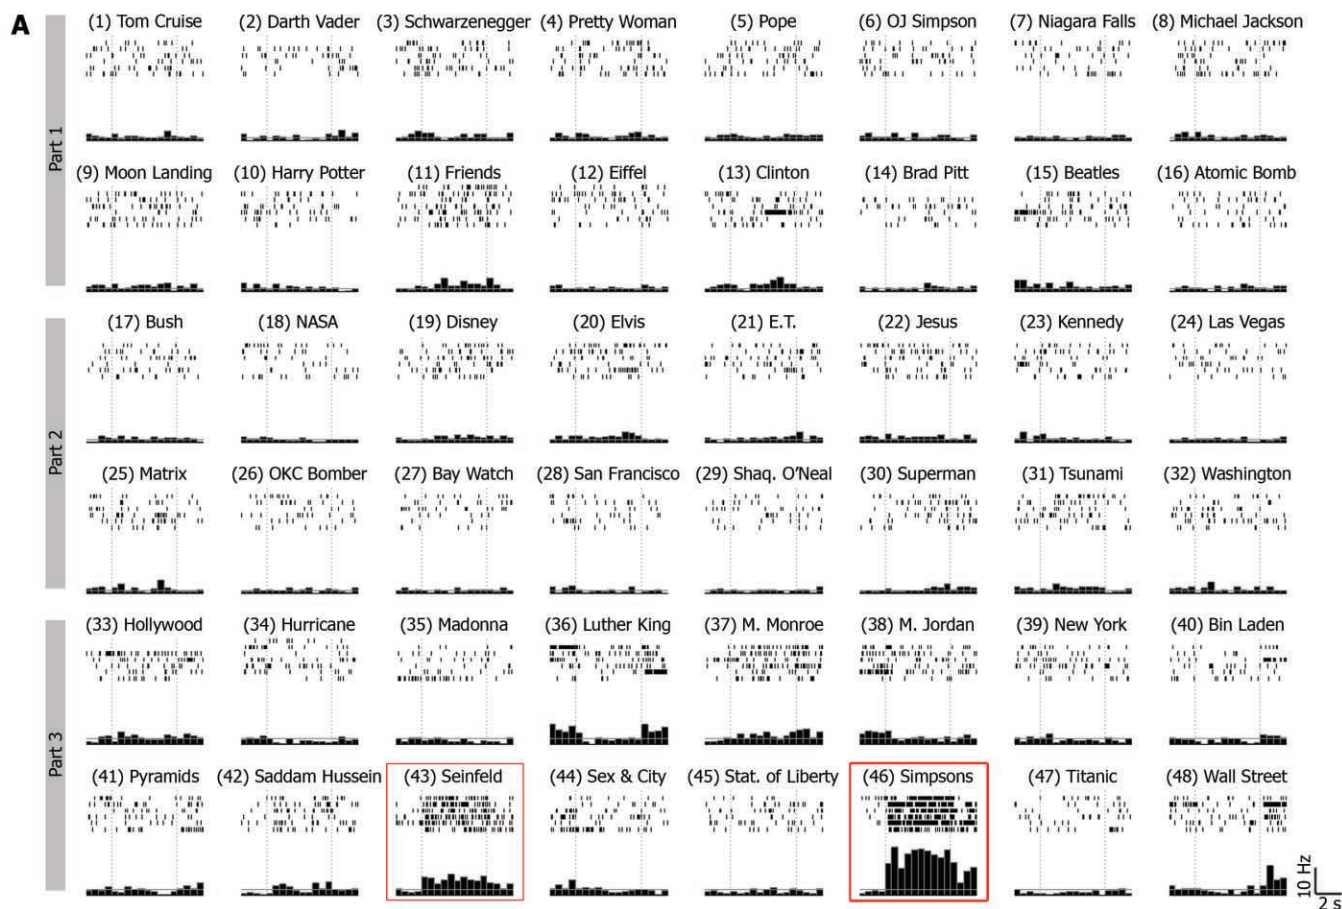 A
(1) Tom Cruise (2) Darth Vader (3) Schwarzenegger (4) Pretty Woman (5) Pope (6) OJ Simpson (7) Niagara Falls (8) Michael Jackson
Part 1
(9) Moon Landing (10) Harry Potter (11) Friends (12) Eiffel (13) Clinton (14) Brad Pitt (15) Beatles (16) Atomic Bomb
(17) Bush (18) NASA (19) Disney (20) Elvis (21) E.T. (22) Jesus (23) Kennedy (24) Las Vegas
Part 2
(25) Matrix (26) OKC Bomber (27) Bay Watch (28) San Francisco (29) Shaq. O'Neal (30) Superman (31) Tsunami (32) Washington
(33) Hollywood (34) Hurricane (35) Madonna (36) Luther King (37) M. Monroe (38) M. Jordan (39) New York (40) Bin Laden
Part 3
(41) Pyramids (42) Saddam Hussein (43) Seinfeld (44) Sex & City (45) Stat. of Liberty (46) Simpsons (47) Titanic (48) Wall Street
10 Hz
2 s